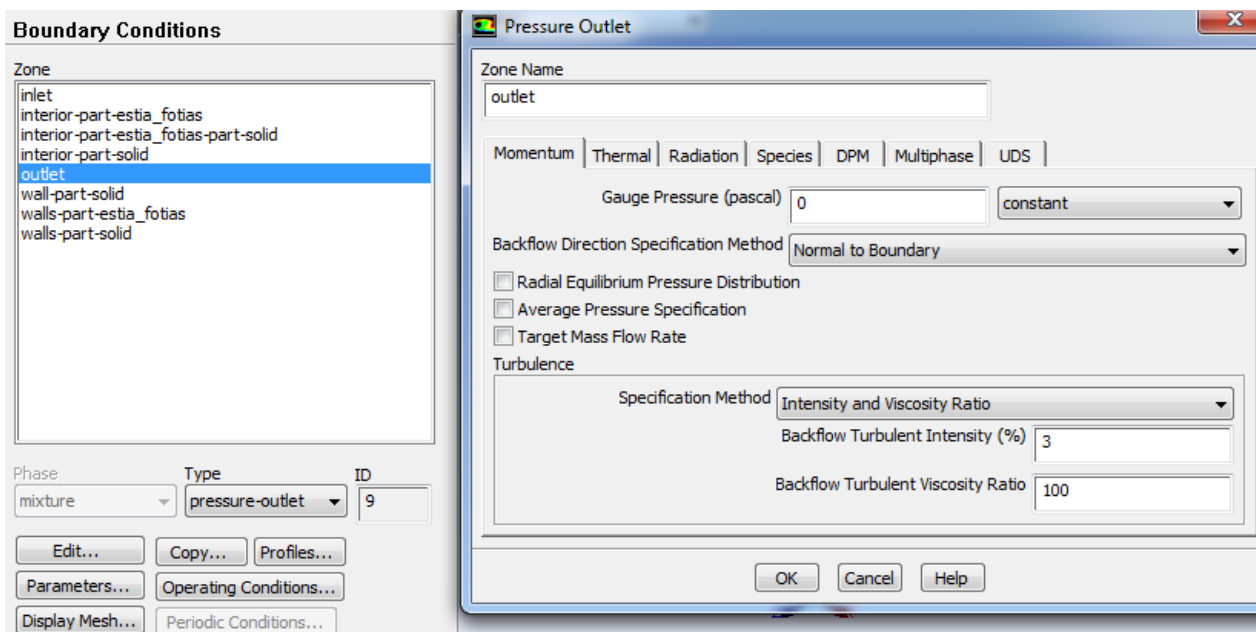 Boundary Conditions
Zone
inlet
interior-part-estia_fotias
interior-part-estia_fotias-part-solid
interior-part-solid
outlet
wall-part-solid
walls-part-estia_fotias
walls-part-solid
Phase Type ID
mixture pressure-outlet 9
Edit... Copy... Profiles...
Parameters... Operating Conditions...
Display Mesh... Periodic Conditions...
Pressure Outlet
Zone Name
outlet
Momentum Thermal Radiation Species DPM Multiphase UDS
Gauge Pressure (pascal) 0 constant
Backflow Direction Specification Method Normal to Boundary
Radial Equilibrium Pressure Distribution
Average Pressure Specification
Target Mass Flow Rate
Turbulence
Specification Method Intensity and Viscosity Ratio
Backflow Turbulent Intensity (%) 3
Backflow Turbulent Viscosity Ratio 100
OK Cancel Help